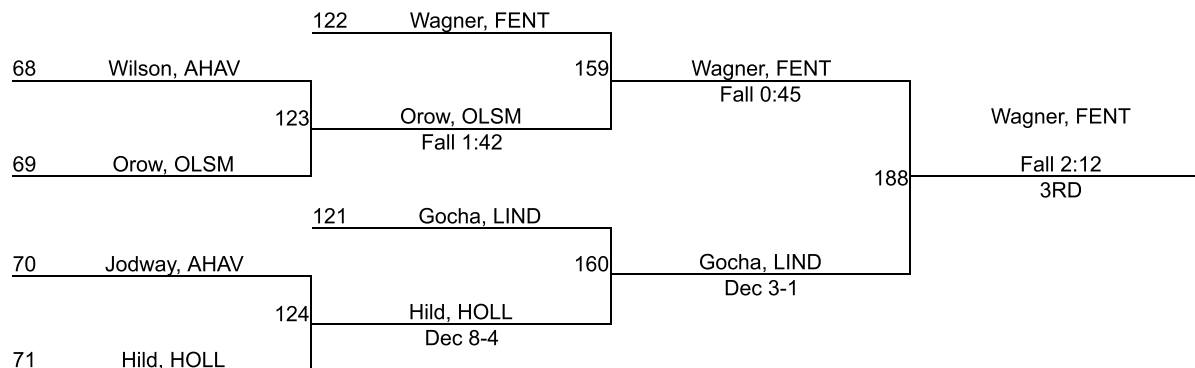 122 Wagner, FENT
68 Wilson, AHAV
159 Wagner, FENT
Fall 0:45
123 Orow, OLSM
Fall 1:42
Wagner, FENT
69 Orow, OLSM
188 Fall 2:12
3RD
121 Gocha, LIND
70 Jodway, AHAV
160 Gocha, LIND
Dec 3-1
124 Hild, HOLL
Dec 8-4
71 Hild, HOLL